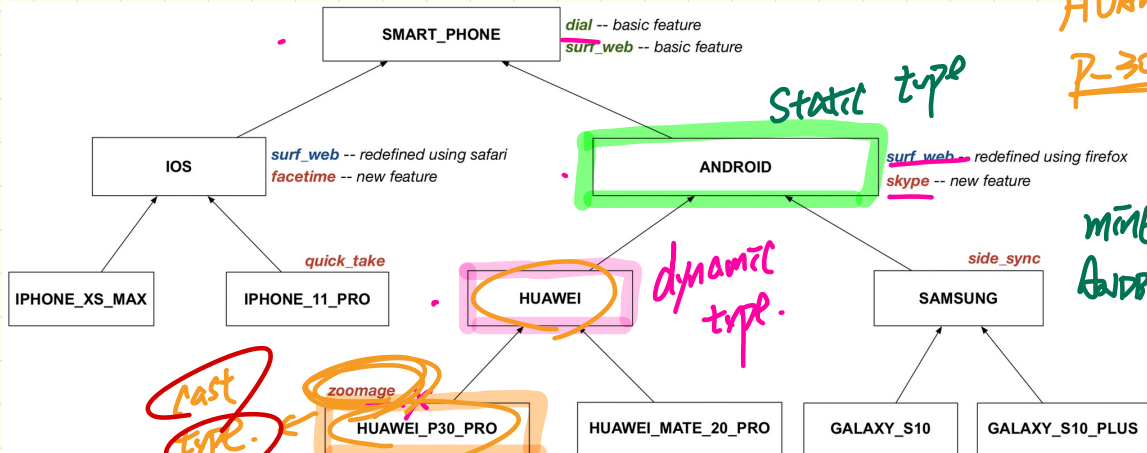 HUAW
P-30
SMART_PHONE
dial -- basic feature
surf_web -- basic feature
static type
IOS
surf_web -- redefined using safari
facetime -- new feature
ANDROID
surf_web -- redefined using firefox
skype -- new feature
quick_take
side_sync
IPHONE_XS_MAX
IPHONE_11_PRO
HUAWEI
dynamic
type.
SAMSUNG
cast
type.
zoomage
HUAWEI_P30_PRO
HUAWEI_MATE_20_PRO
GALAXY_S10
GALAXY_S10_PLUS